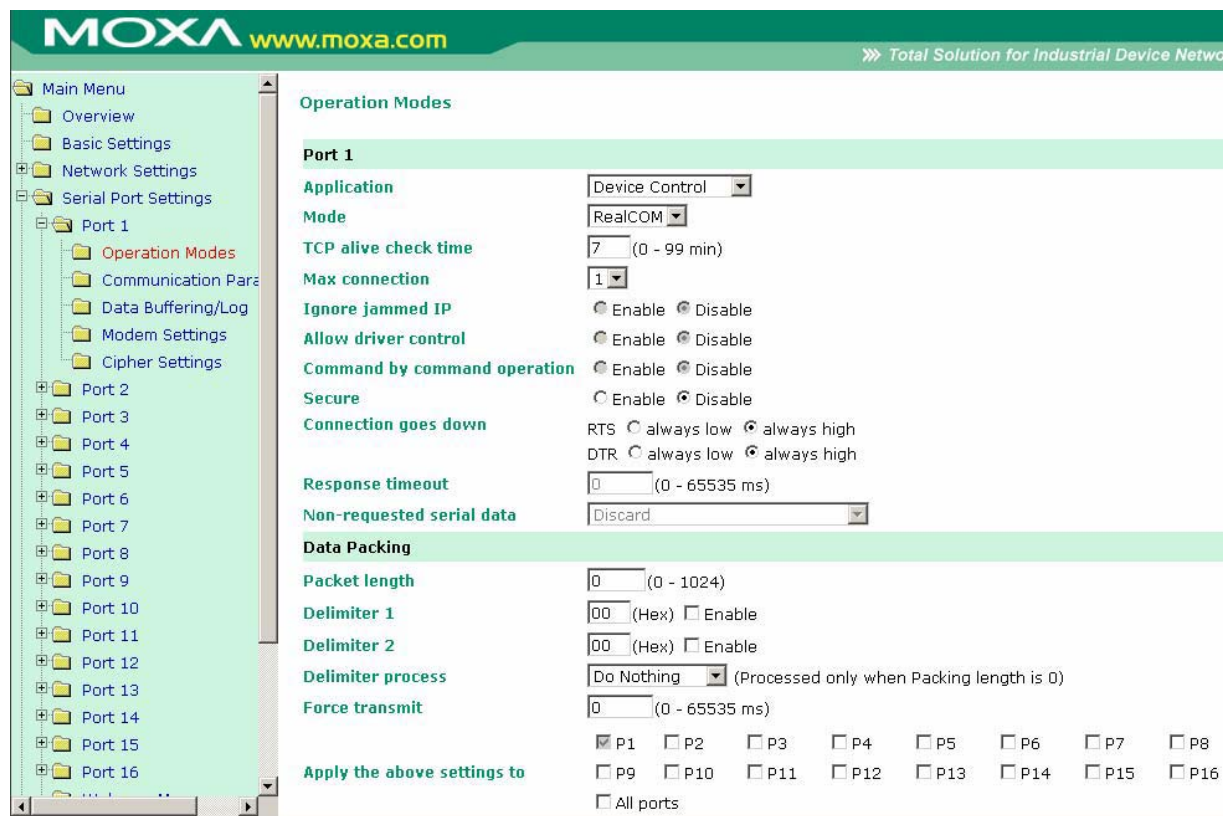 MOXA www.moxa.com
Total Solution for Industrial Device Netwo
Main Menu
Overview
Basic Settings
Network Settings
Serial Port Settings
Port 1
Operation Modes
Communication Para
Data Buffering/Log
Modem Settings
Cipher Settings
Port 2
Port 3
Port 4
Port 5
Port 6
Port 7
Port 8
Port 9
Port 10
Port 11
Port 12
Port 13
Port 14
Port 15
Port 16
Operation Modes
Port 1
Application Device Control
Mode RealCOM
TCP alive check time 7 (0 - 99 min)
Max connection 1
Ignore jammed IP Enable Disable
Allow driver control Enable Disable
Command by command operation Enable Disable
Secure Enable Disable
Connection goes down RTS always low always high
DTR always low always high
Response timeout 0 (0 - 65535 ms)
Non-requested serial data Discard
Data Packing
Packet length 0 (0 - 1024)
Delimiter 1 00 (Hex) Enable
Delimiter 2 00 (Hex) Enable
Delimiter process Do Nothing (Processed only when Packing length is 0)
Force transmit 0 (0 - 65535 ms)
P1 P2 P3 P4 P5 P6 P7 P8
Apply the above settings to P9 P10 P11 P12 P13 P14 P15 P16
All ports